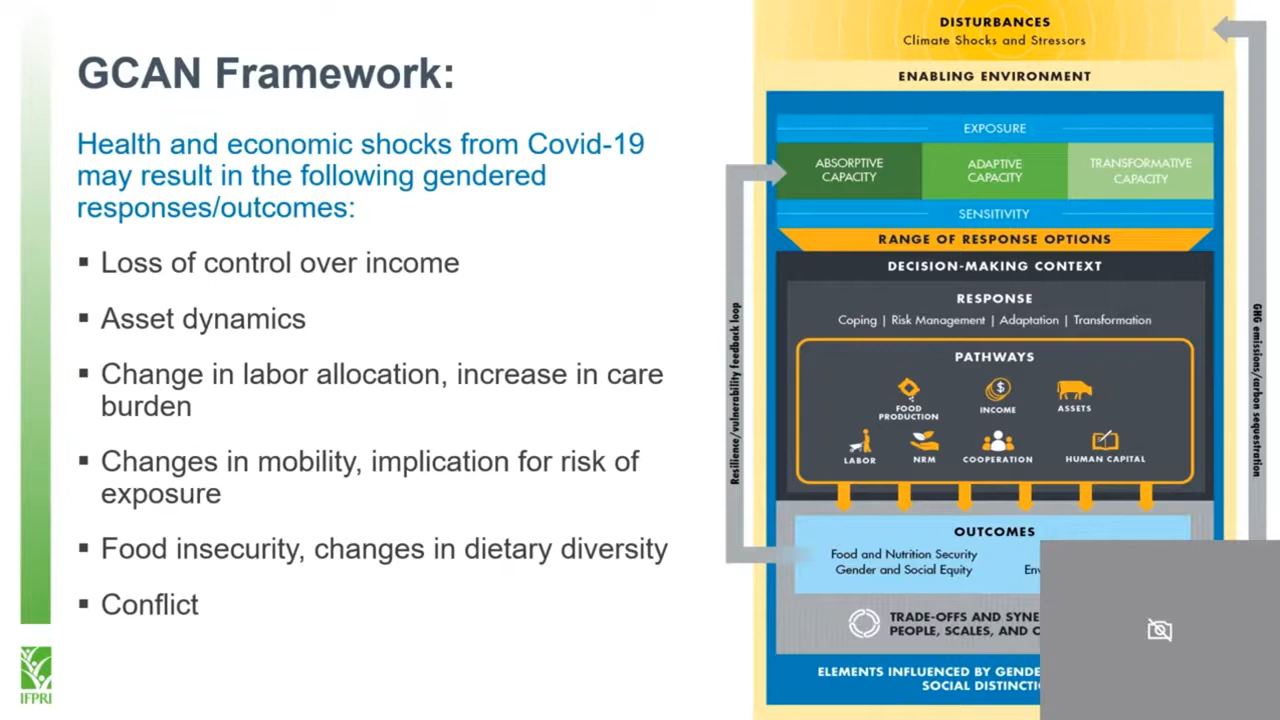 GCAN Framework:
Health and economic shocks from Covid-19
may result in the following gendered
responses/outcomes:
▪ Loss of control over income
▪ Asset dynamics
▪ Change in labor allocation, increase in care
burden
▪ Changes in mobility, implication for risk of
exposure
▪ Food insecurity, changes in dietary diversity
▪ Conflict
IFPRI
DISTURBANCES
Climate Shocks and Stressors
ENABLING ENVIRONMENT
EXPOSURE
ABSORPTIVE
CAPACITY
ADAPTIVE
CAPACITY
TRANSFORMATIVE
CAPACITY
SENSITIVITY
RANGE OF RESPONSE OPTIONS
DECISION-MAKING CONTEXT
RESPONSE
Coping | Risk Management | Adaptation | Transformation
PATHWAYS
FOOD
PRODUCTION
INCOME
ASSETS
LABOR
NRM
COOPERATION
HUMAN CAPITAL
OUTCOMES
Food and Nutrition Security
Gender and Social Equity
TRADE-OFFS AND
PEOPLE, SCALES, AND
ELEMENTS INFLUENCED BY
SOCIAL
Resilience/vulnerability feedback loop
GHG emissions/carbon sequestration